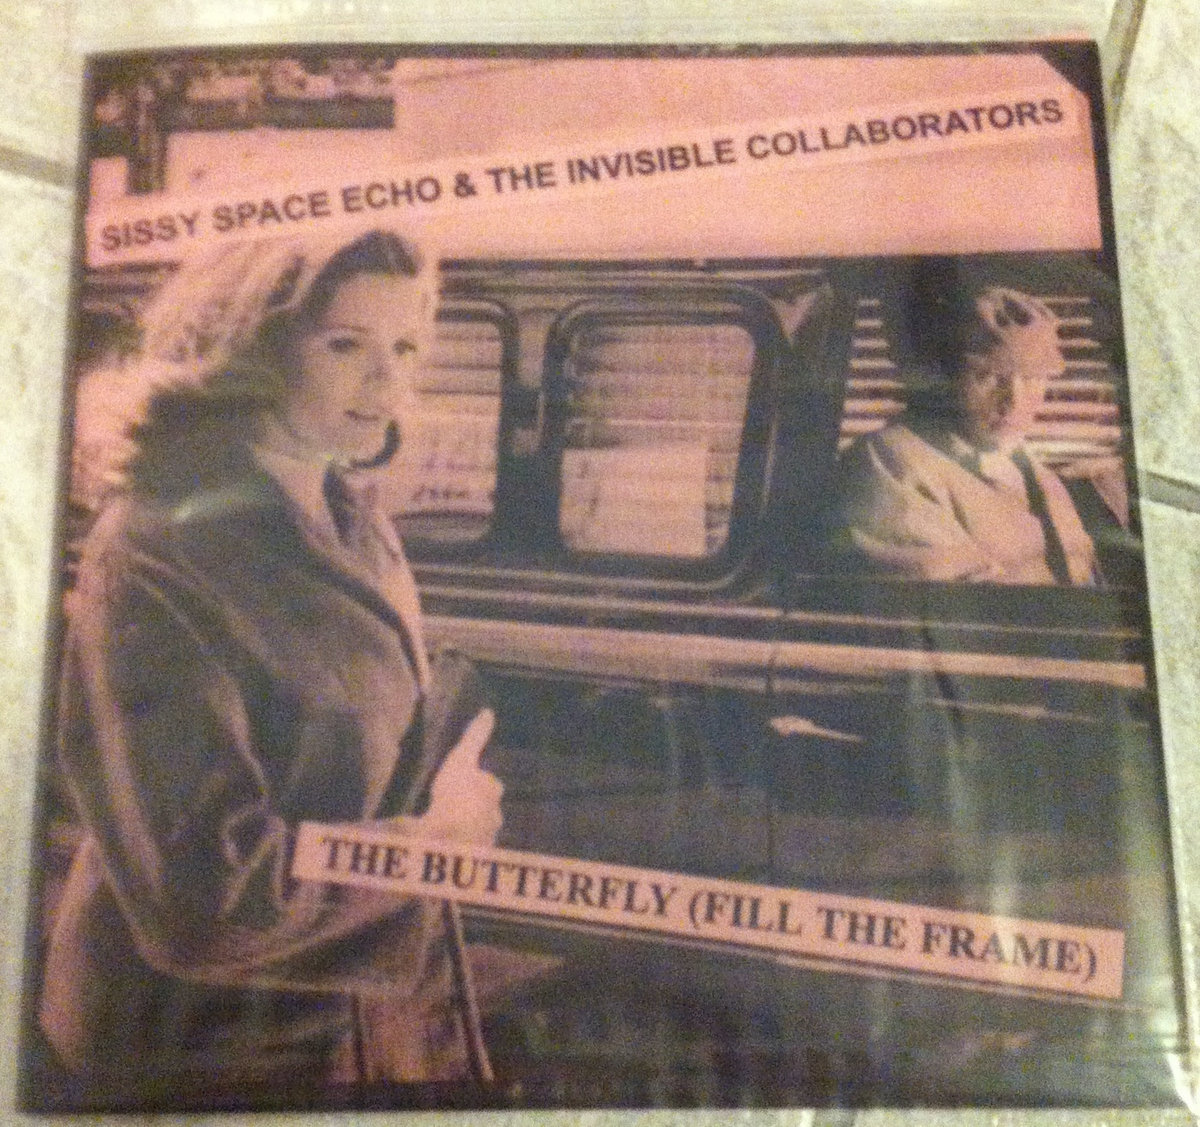 SISSY SPACE ECHO & THE INVISIBLE COLLABORATORS
THE BUTTERFLY (FILL THE FRAME)